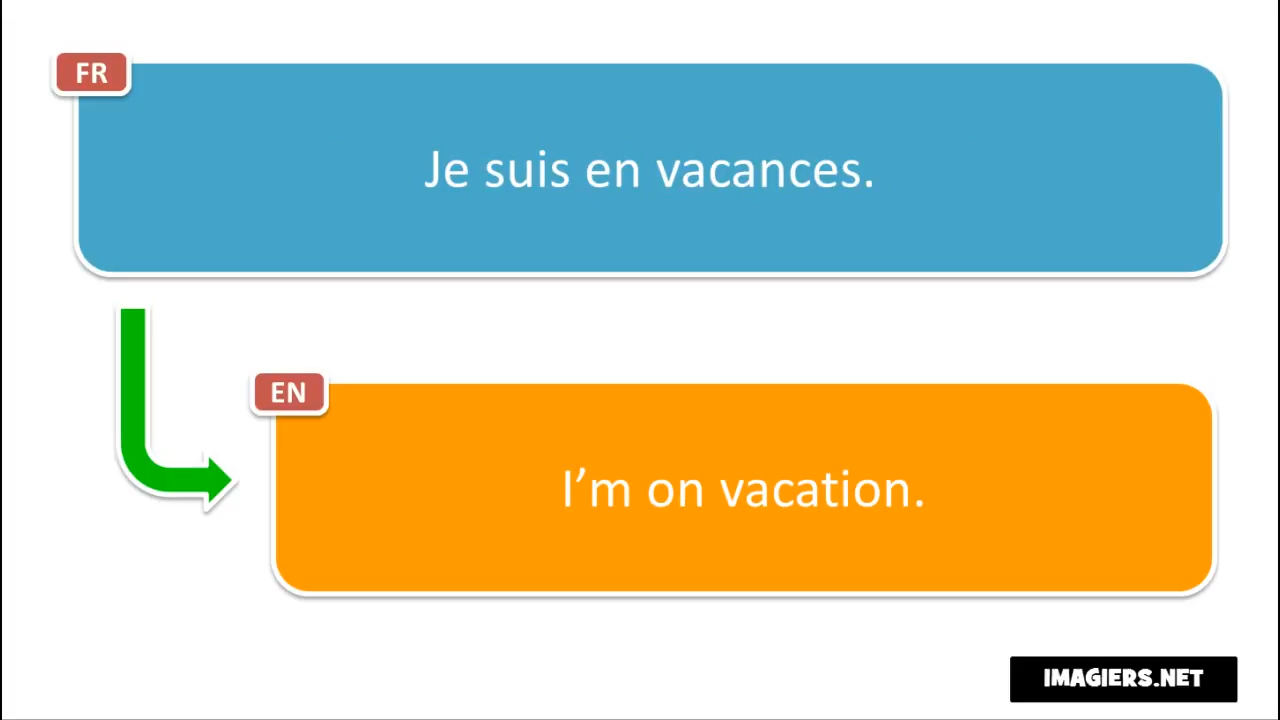 FR
Je suis en vacances.
EN
I’m on vacation.
IMAGIERS.NET